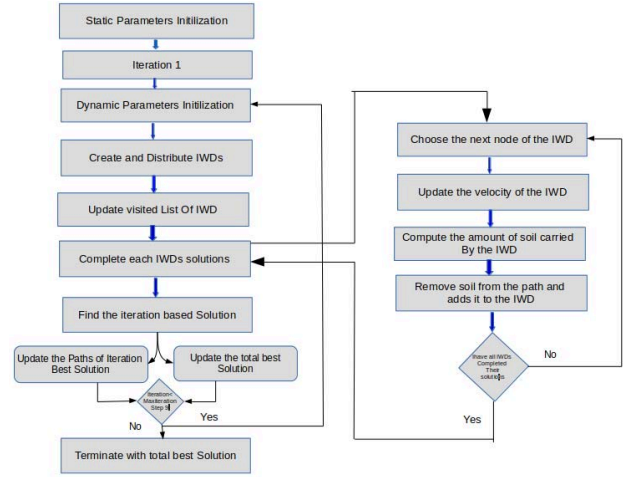 Static Parameters Initilization
Iteration 1
Dynamic Parameters Initilization
Create and Distribute IWDs
Update visited List Of IWD
Complete each IWDs solutions
Find the iteration based Solution
Update the Paths of Iteration
Best Solution
Update the total best
Solution
Iteration<
MaxIteration
Step 9
No
Yes
Terminate with total best Solution
Choose the next node of the IWD
Update the velocity of the IWD
Compute the amount of soil carried
By the IWD
Remove soil from the path and
adds it to the IWD
have all IWDs
Completed
Their
solutions
No
Yes